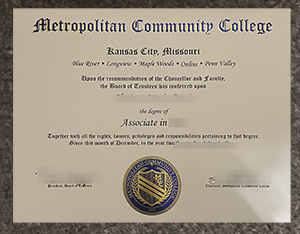 Metropolitan Community College
Kansas City, Missouri
Blue River • Longview • Maple Woods • Online • Penn Valley
Upon the recommendation of the Chancellor and Faculty,
the Board of Trustees has conferred upon
the degree of
Associate in
Together with all the rights, honors, privileges and responsibilities pertaining to that degree.
Given this month of December, in the year two
President, Board of Trustees
Chancellor, Metropolitan Community College
METROPOLITAN COMMUNITY